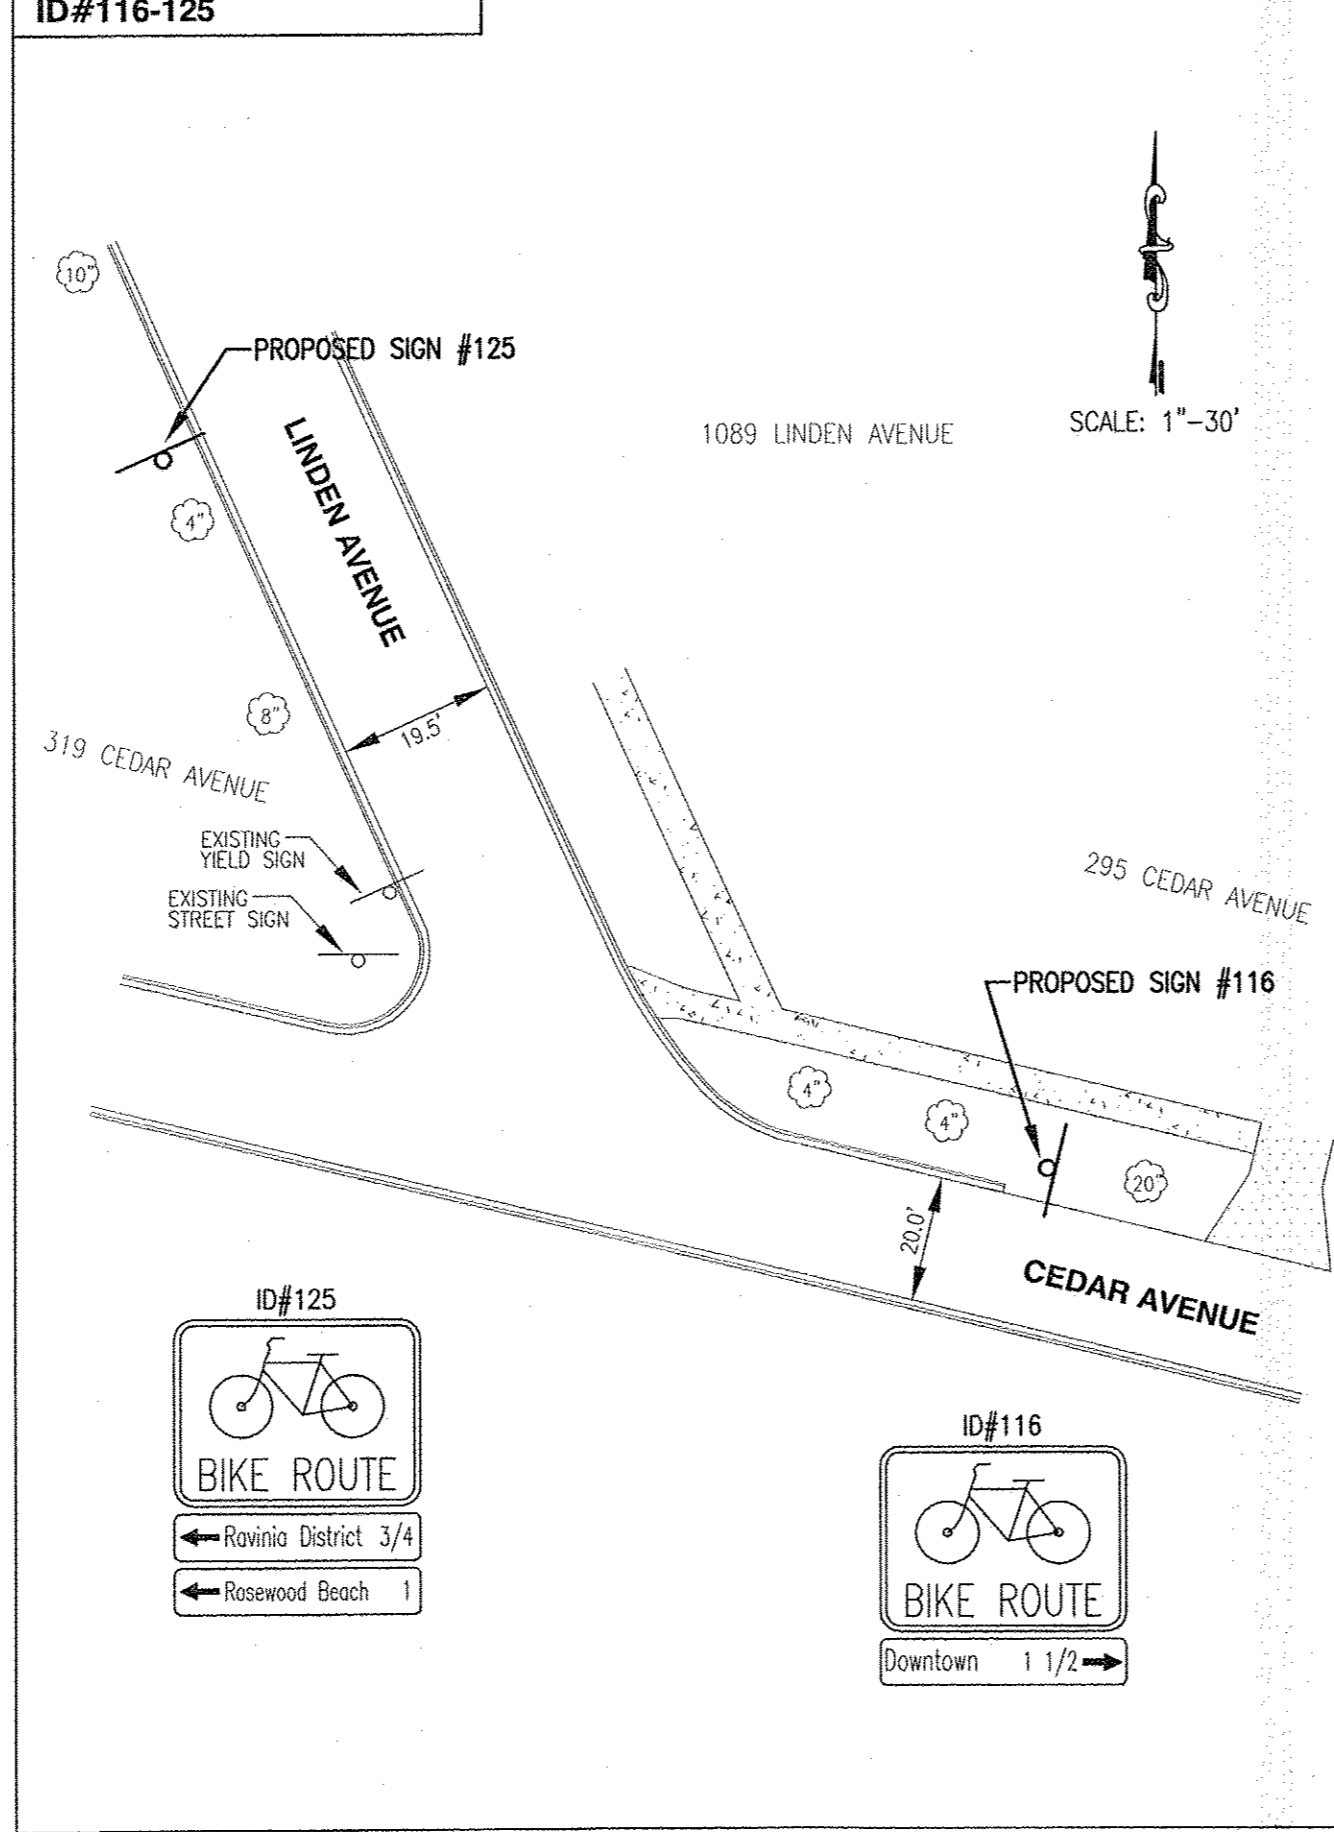 ID#116-125
10"
PROPOSED SIGN #125
SCALE: 1"-30'
1089 LINDEN AVENUE
LINDEN AVENUE
4"
8"
19.5'
319 CEDAR AVENUE
EXISTING
YIELD SIGN
EXISTING
STREET SIGN
295 CEDAR AVENUE
PROPOSED SIGN #116
4"
4"
20"
20.0'
CEDAR AVENUE
ID#125
BIKE ROUTE
Ravinia District 3/4
Rosewood Beach 1
ID#116
BIKE ROUTE
Downtown 1 1/2